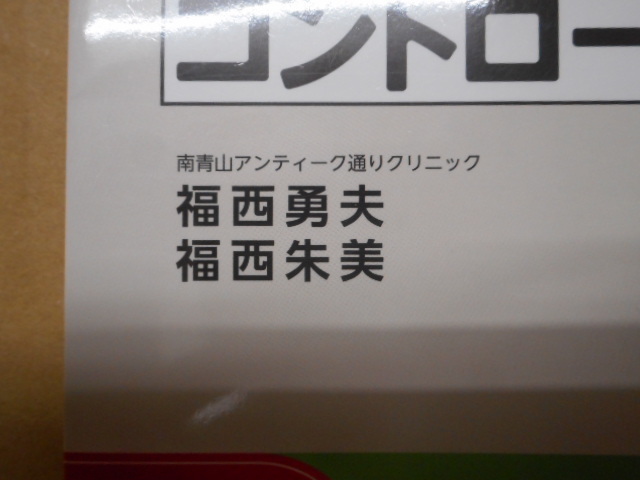 コントロー
南青山アンティーク通りクリニック
福西勇夫
福西朱美